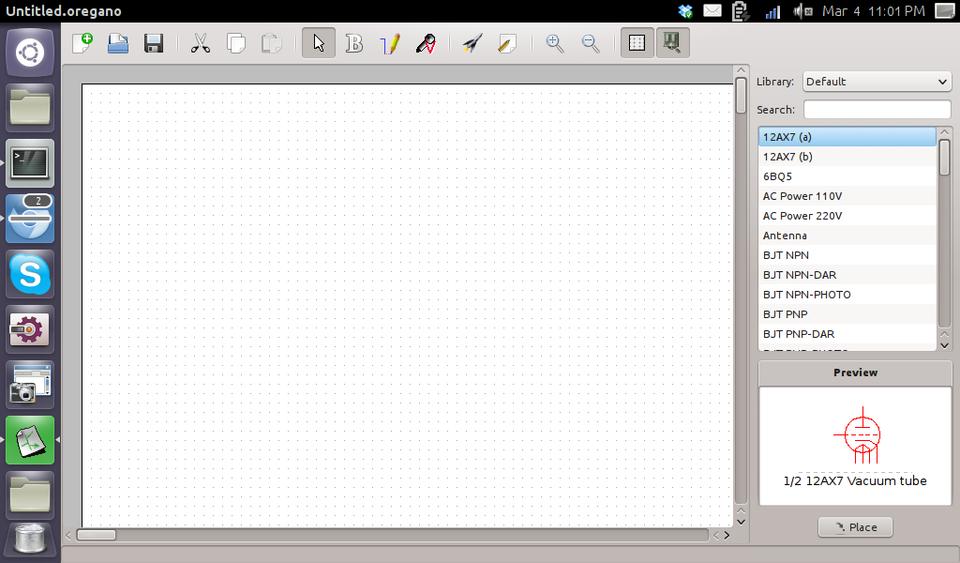 Untitled.oregano
Mar 4 11:01 PM
2
Library: Default
Search:
12AX7 (a)
12AX7 (b)
6BQ5
AC Power 110V
AC Power 220V
Antenna
BJT NPN
BJT NPN-DAR
BJT NPN-PHOTO
BJT PNP
BJT PNP-DAR
Preview
1/2 12AX7 Vacuum tube
Place